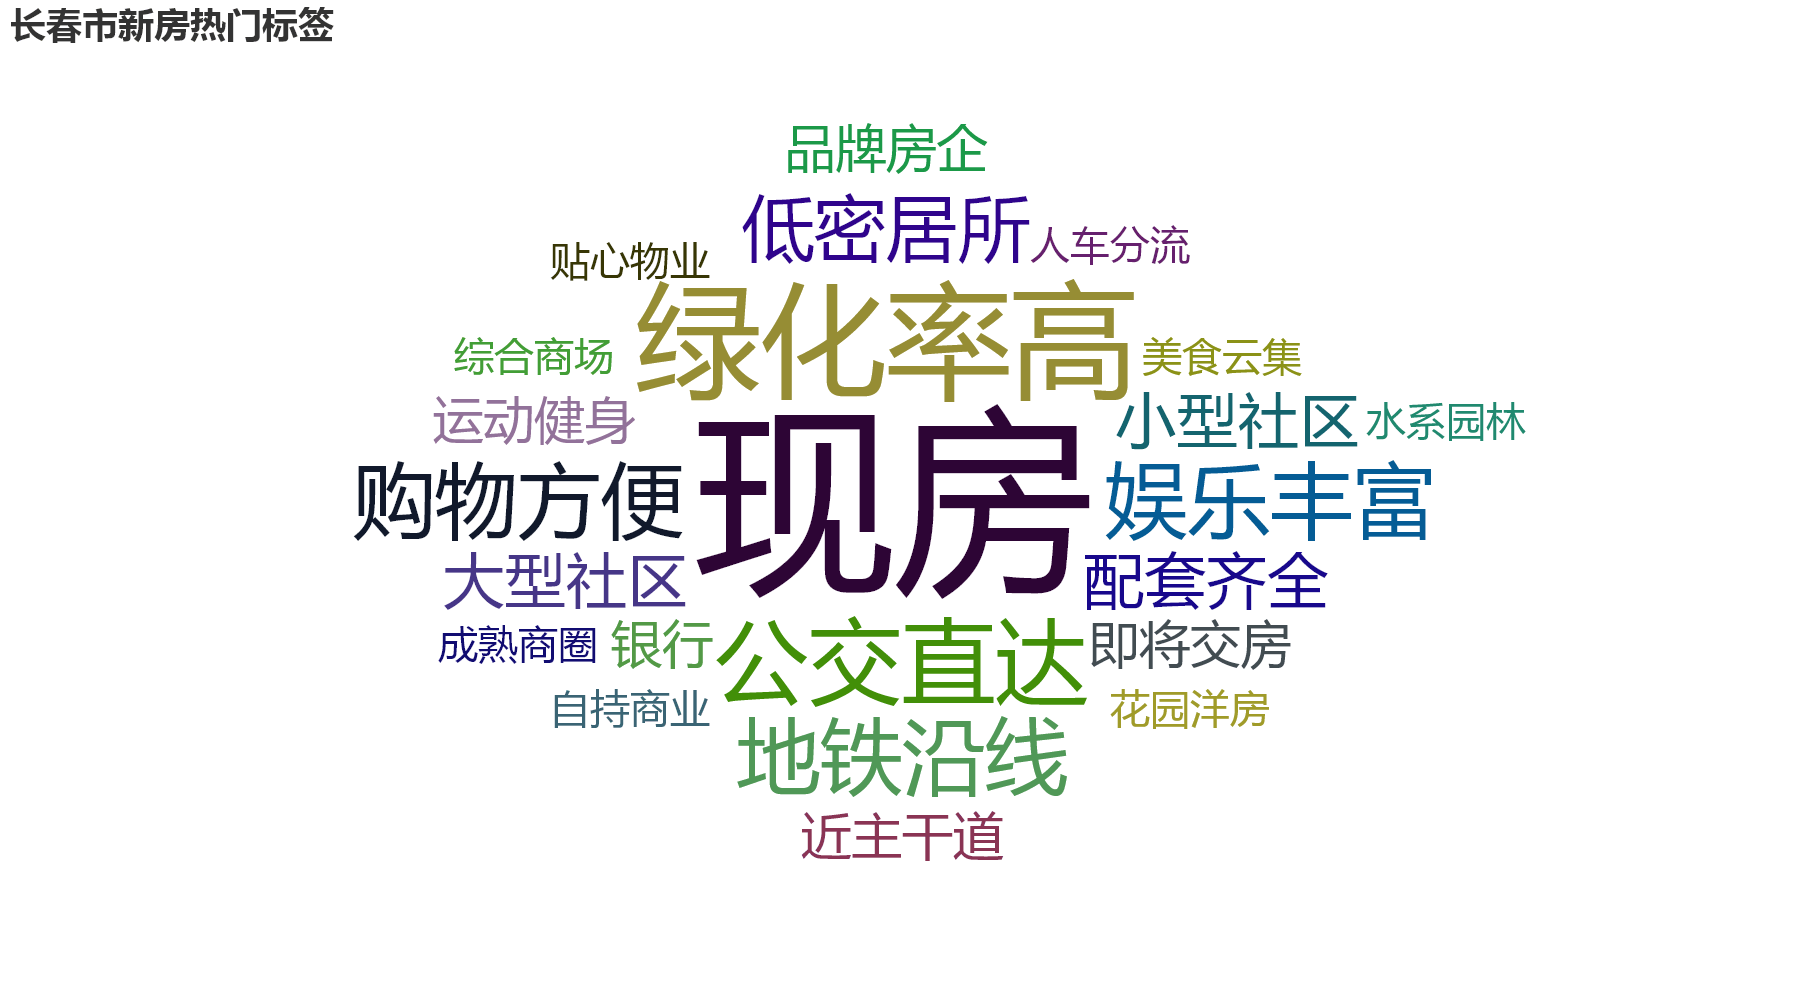 长春市新房热门标签
品牌房企
低密居所
人车分流
贴心物业
绿化率高
综合商场
美食云集
运动健身
小型社区
水系园林
购物方便
现房
娱乐丰富
大型社区
配套齐全
成熟商圈
银行
公交直达
即将交房
自持商业
花园洋房
地铁沿线
近主干道